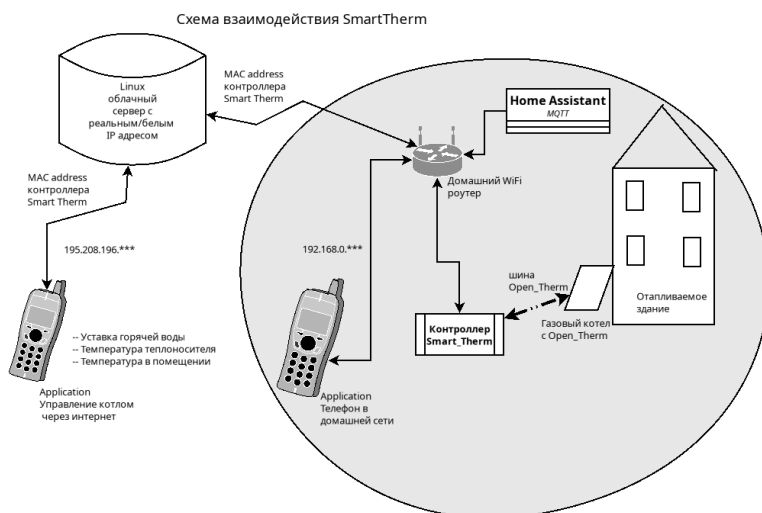 Схема взаимодействия SmartTherm
Linux
облачный
сервер с
реальным/белым
IP адресом
MAC address
контроллера
Smart Therm
Home Assistant
MQTT
Домашний WiFi
роутер
MAC address
контроллера
Smart Therm
195.208.196.***
192.168.0.***
шина
Open_Therm
Отапливаемое
здание
Контроллер
Smart_Therm
Газовый котел
с Open_Therm
-- Уставка горячей воды
-- Температура теплоносителя
-- Температура в помещении
Application
Управление котлом
через интернет
Application
Телефон в
домашней сети